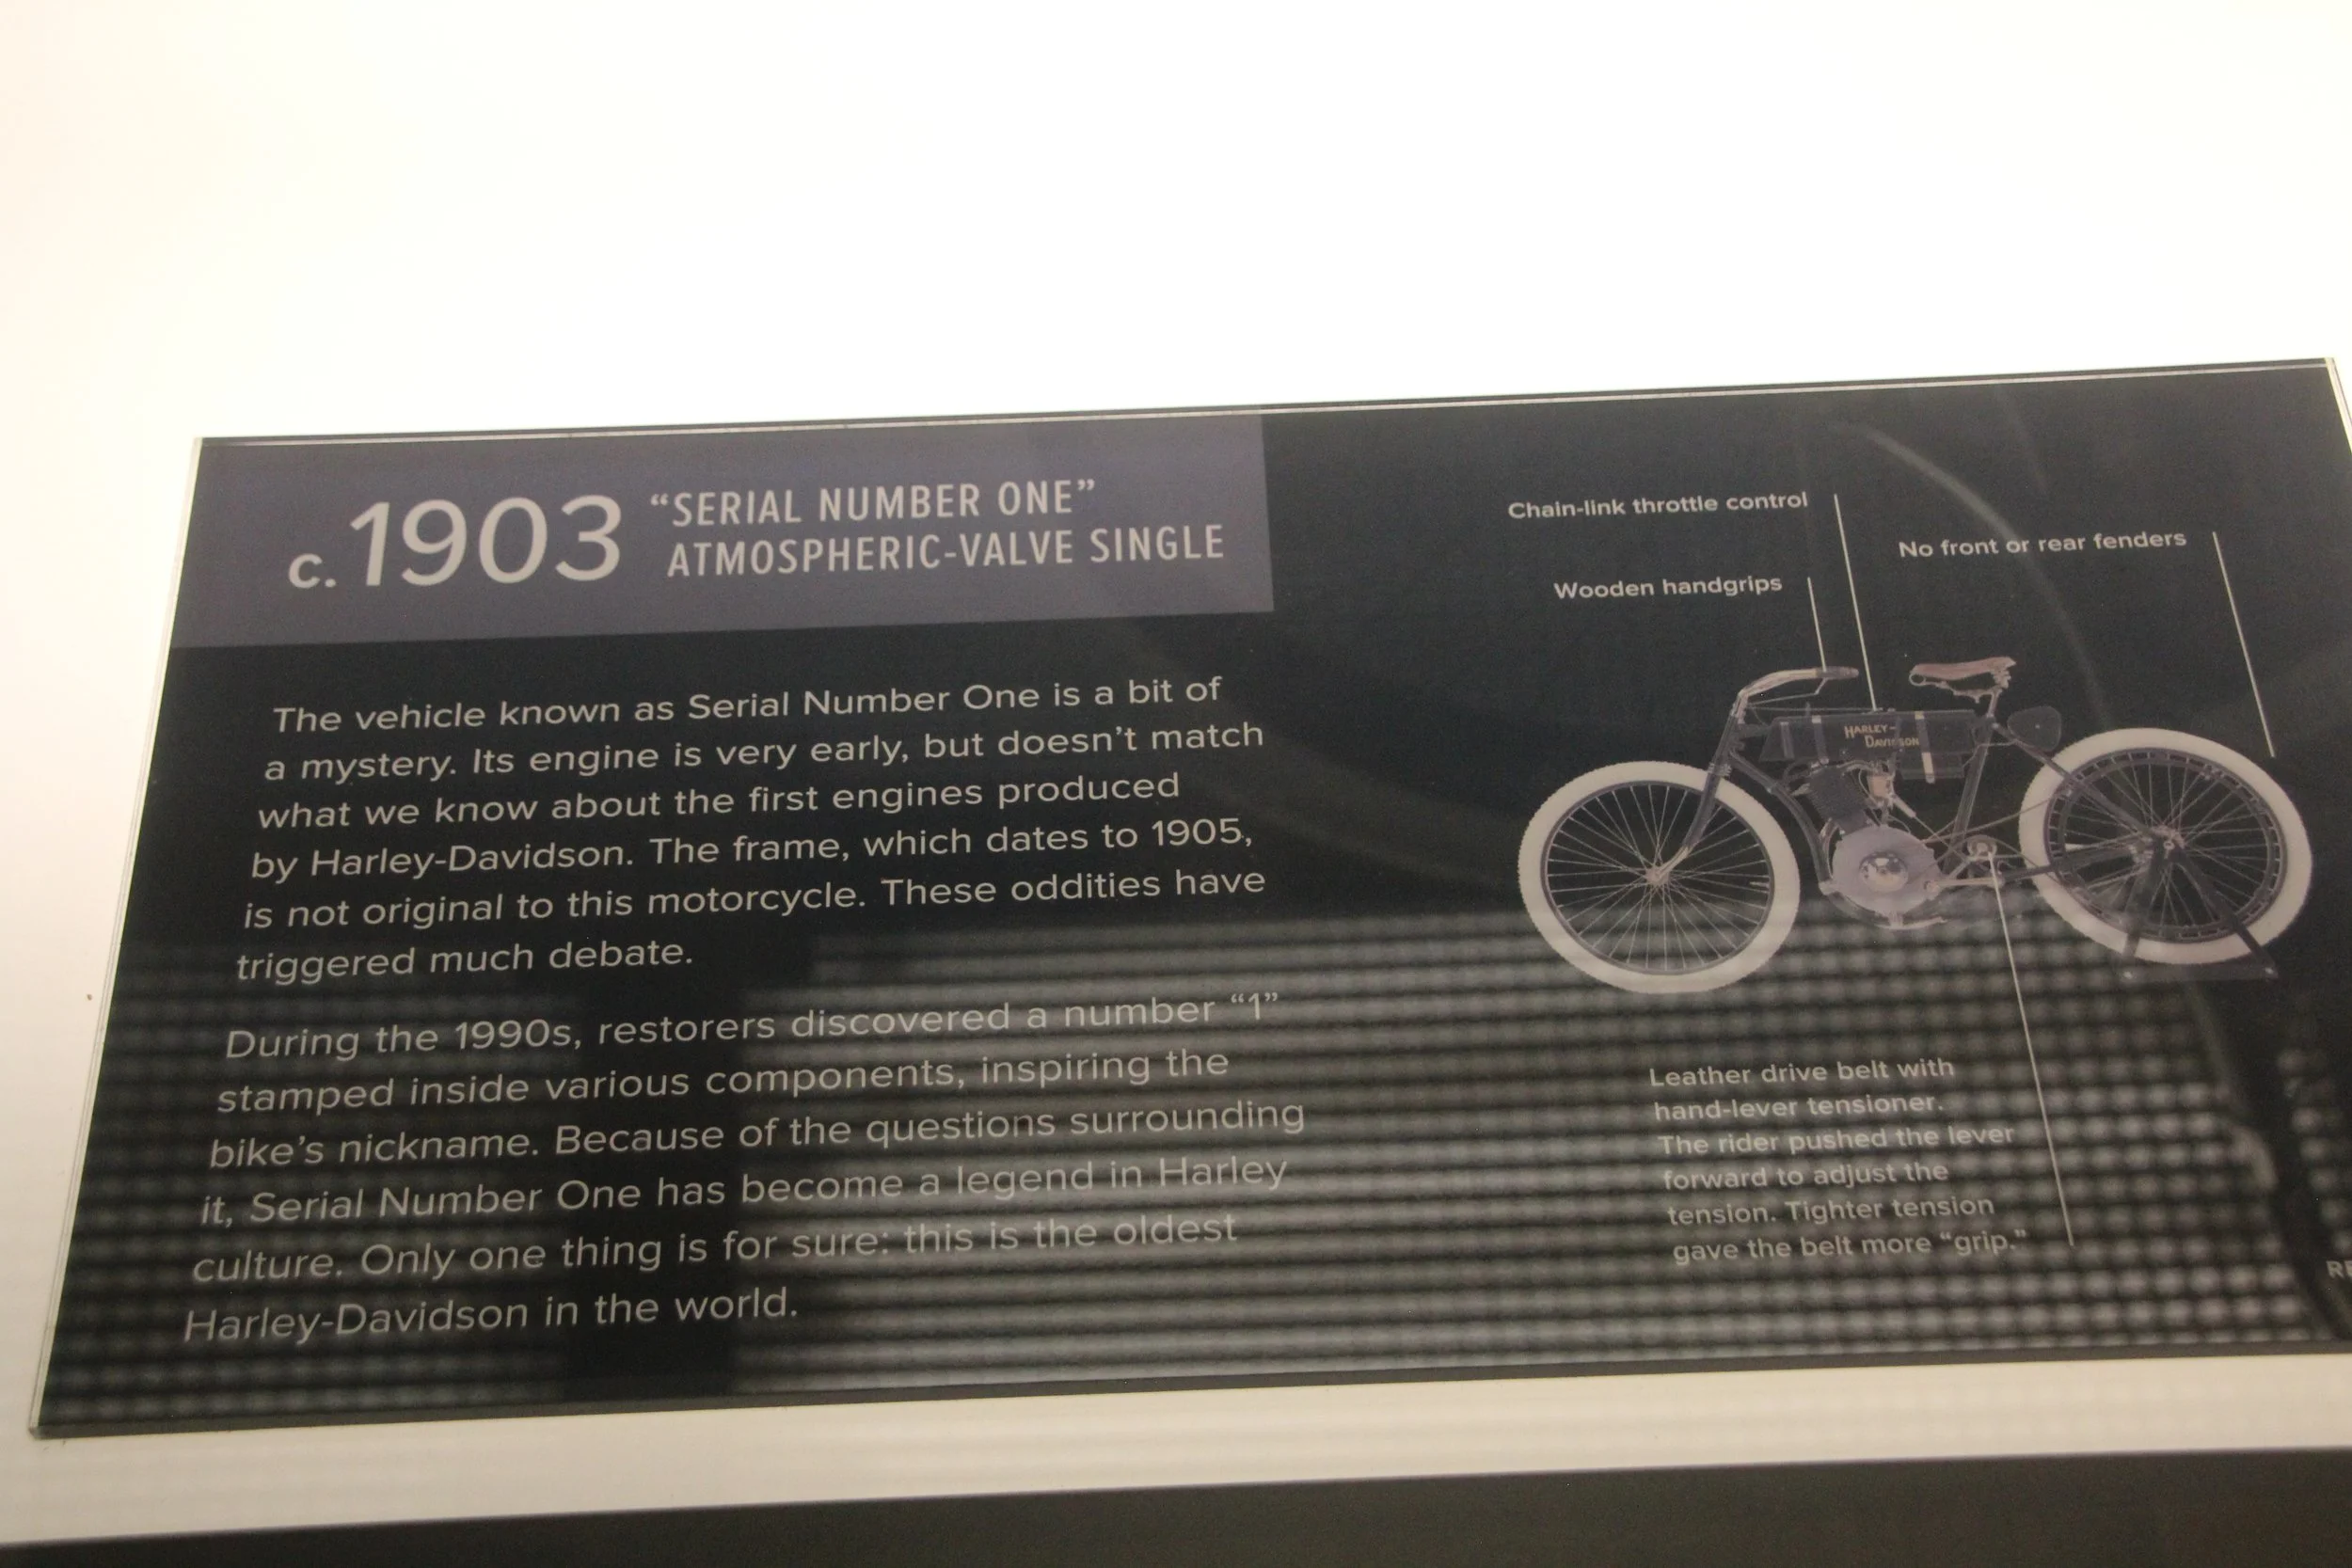 c.1903 “SERIAL NUMBER ONE”
ATMOSPHERIC-VALVE SINGLE
The vehicle known as Serial Number One is a bit of
a mystery. Its engine is very early, but doesn’t match
what we know about the first engines produced
by Harley-Davidson. The frame, which dates to 1905,
is not original to this motorcycle. These oddities have
triggered much debate.
During the 1990s, restorers discovered a number “1”
stamped inside various components, inspiring the
bike’s nickname. Because of the questions surrounding
it, Serial Number One has become a legend in Harley
culture. Only one thing is for sure: this is the oldest
Harley-Davidson in the world.
Chain-link throttle control
No front or rear fenders
Wooden handgrips
HARLEY-
DAVIDSON
Leather drive belt with
hand-lever tensioner.
The rider pushed the lever
forward to adjust the
tension. Tighter tension
gave the belt more “grip.”